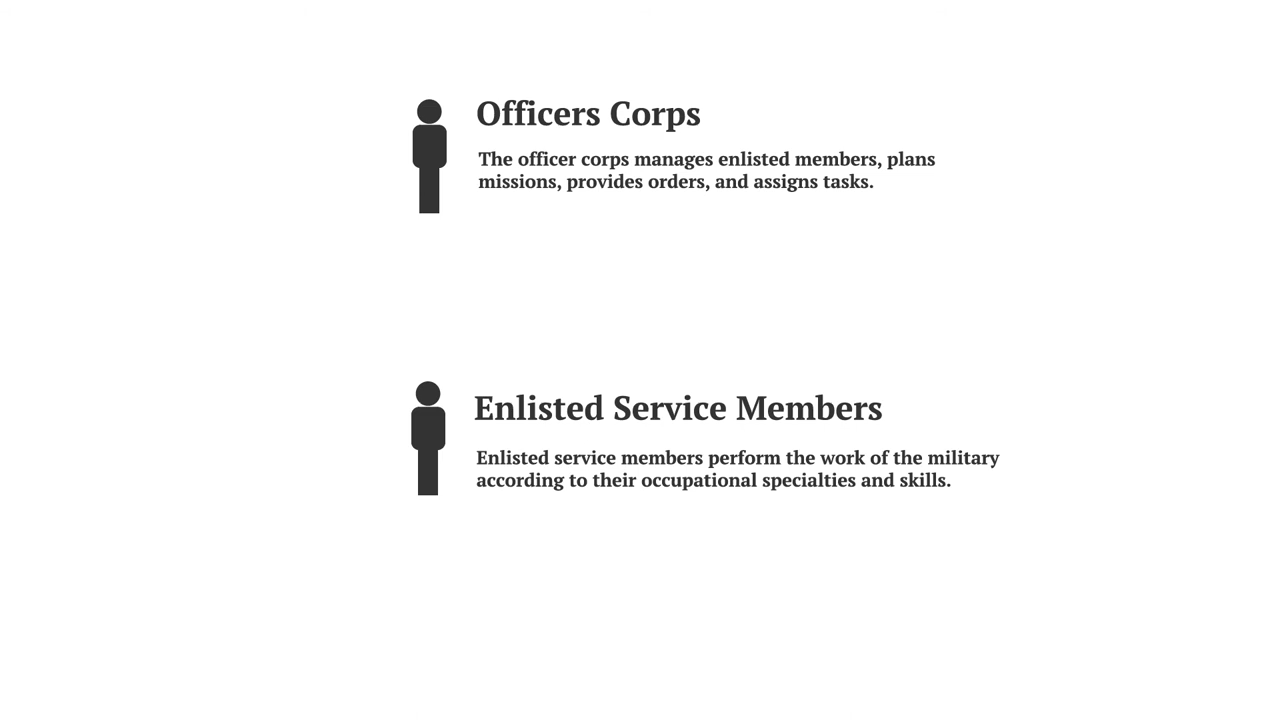 Officers Corps
The officer corps manages enlisted members, plans
missions, provides orders, and assigns tasks.
Enlisted Service Members
Enlisted service members perform the work of the military
according to their occupational specialties and skills.